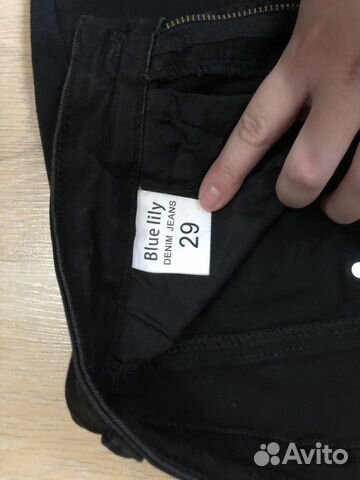 Blue lily
DENIM JEANS
29
Avito